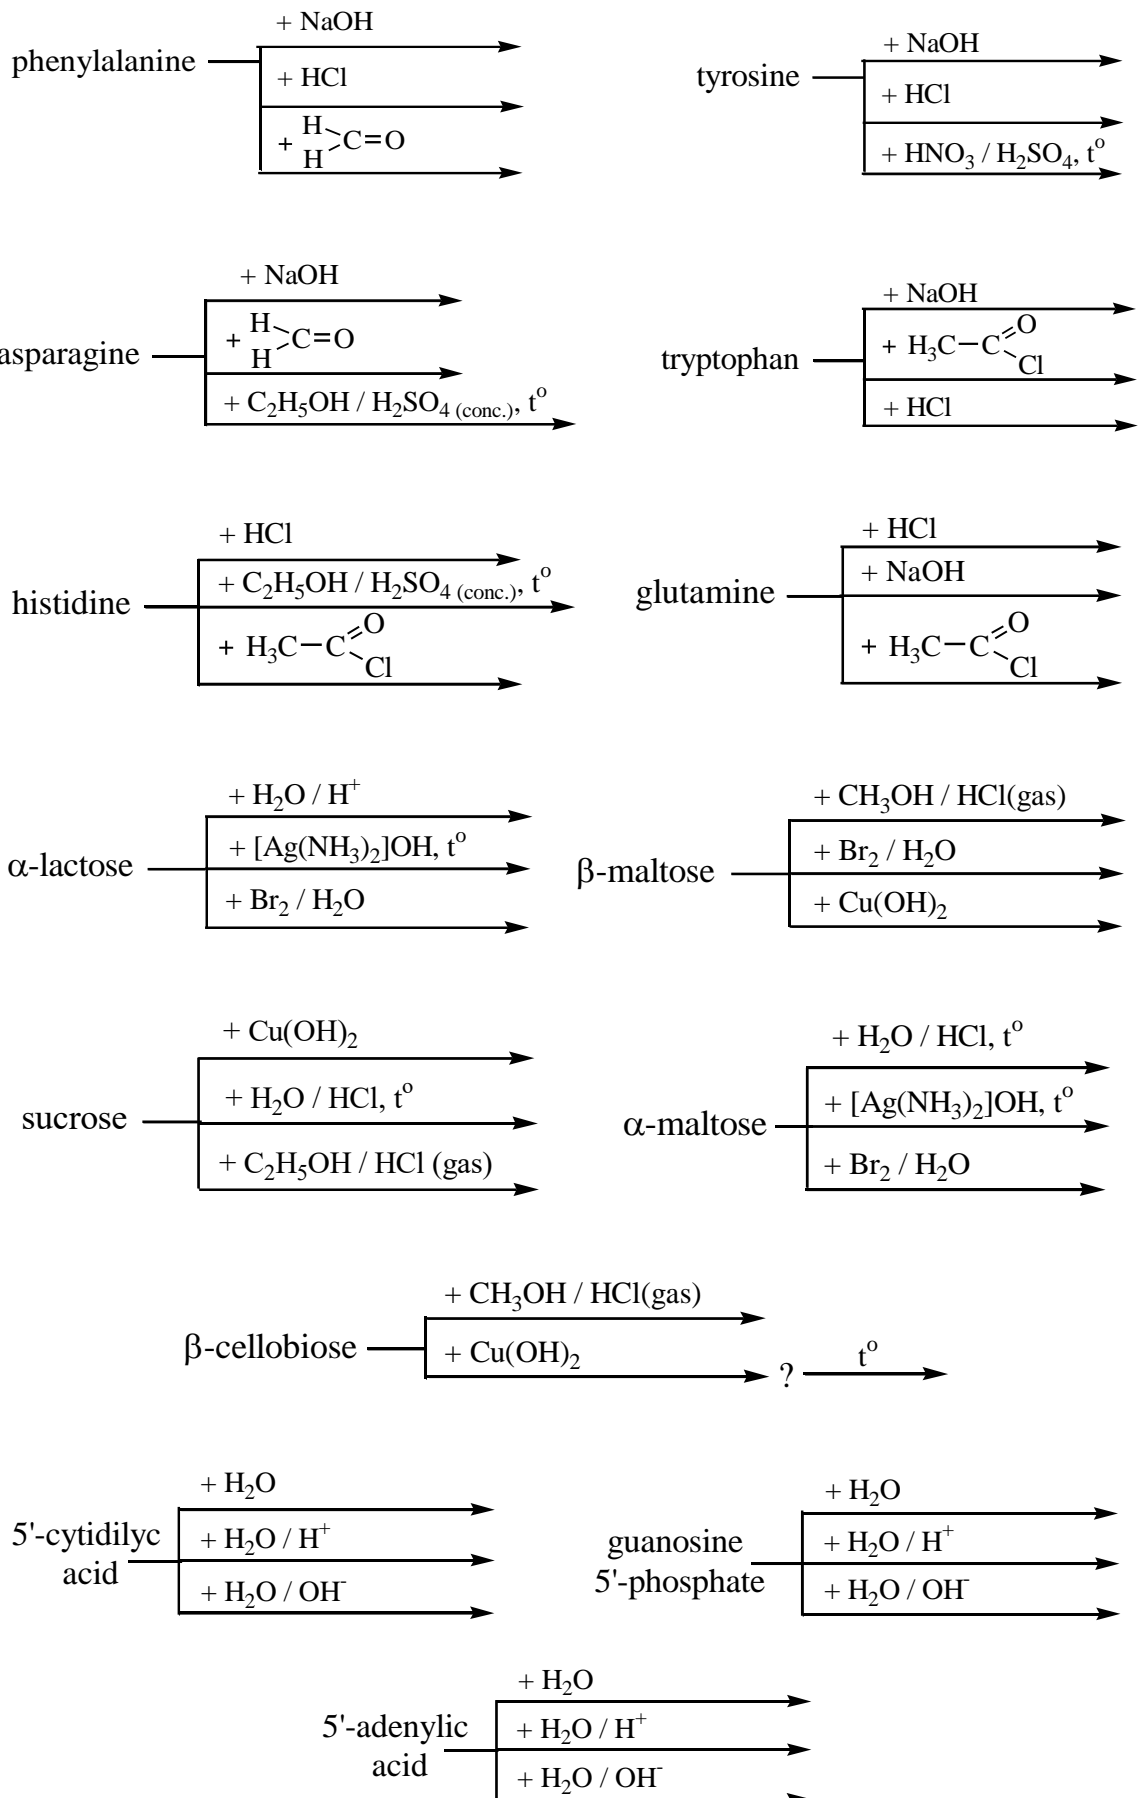 phenylalanine
+ NaOH
+ HCl
+ H H C=O
tyrosine
+ NaOH
+ HCl
+ HNO₃ / H₂SO₄, tº
asparagine
+ NaOH
+ H H C=O
+ C₂H₅OH / H₂SO₄ (conc.), tº
tryptophan
+ NaOH
+ H₃C–C O Cl
+ HCl
histidine
+ HCl
+ C₂H₅OH / H₂SO₄ (conc.), tº
+ H₃C–C O Cl
glutamine
+ HCl
+ NaOH
+ H₃C–C O Cl
α-lactose
+ H₂O / H⁺
+ [Ag(NH₃)₂]OH, tº
+ Br₂ / H₂O
β-maltose
+ CH₃OH / HCl(gas)
+ Br₂ / H₂O
+ Cu(OH)₂
sucrose
+ Cu(OH)₂
+ H₂O / HCl, tº
+ C₂H₅OH / HCl (gas)
α-maltose
+ H₂O / HCl, tº
+ [Ag(NH₃)₂]OH, tº
+ Br₂ / H₂O
β-cellobiose
+ CH₃OH / HCl(gas)
+ Cu(OH)₂
? tº
5'-cytidilyc
acid
+ H₂O
+ H₂O / H⁺
+ H₂O / OH⁻
guanosine
5'-phosphate
+ H₂O
+ H₂O / H⁺
+ H₂O / OH⁻
5'-adenylic
acid
+ H₂O
+ H₂O / H⁺
+ H₂O / OH⁻